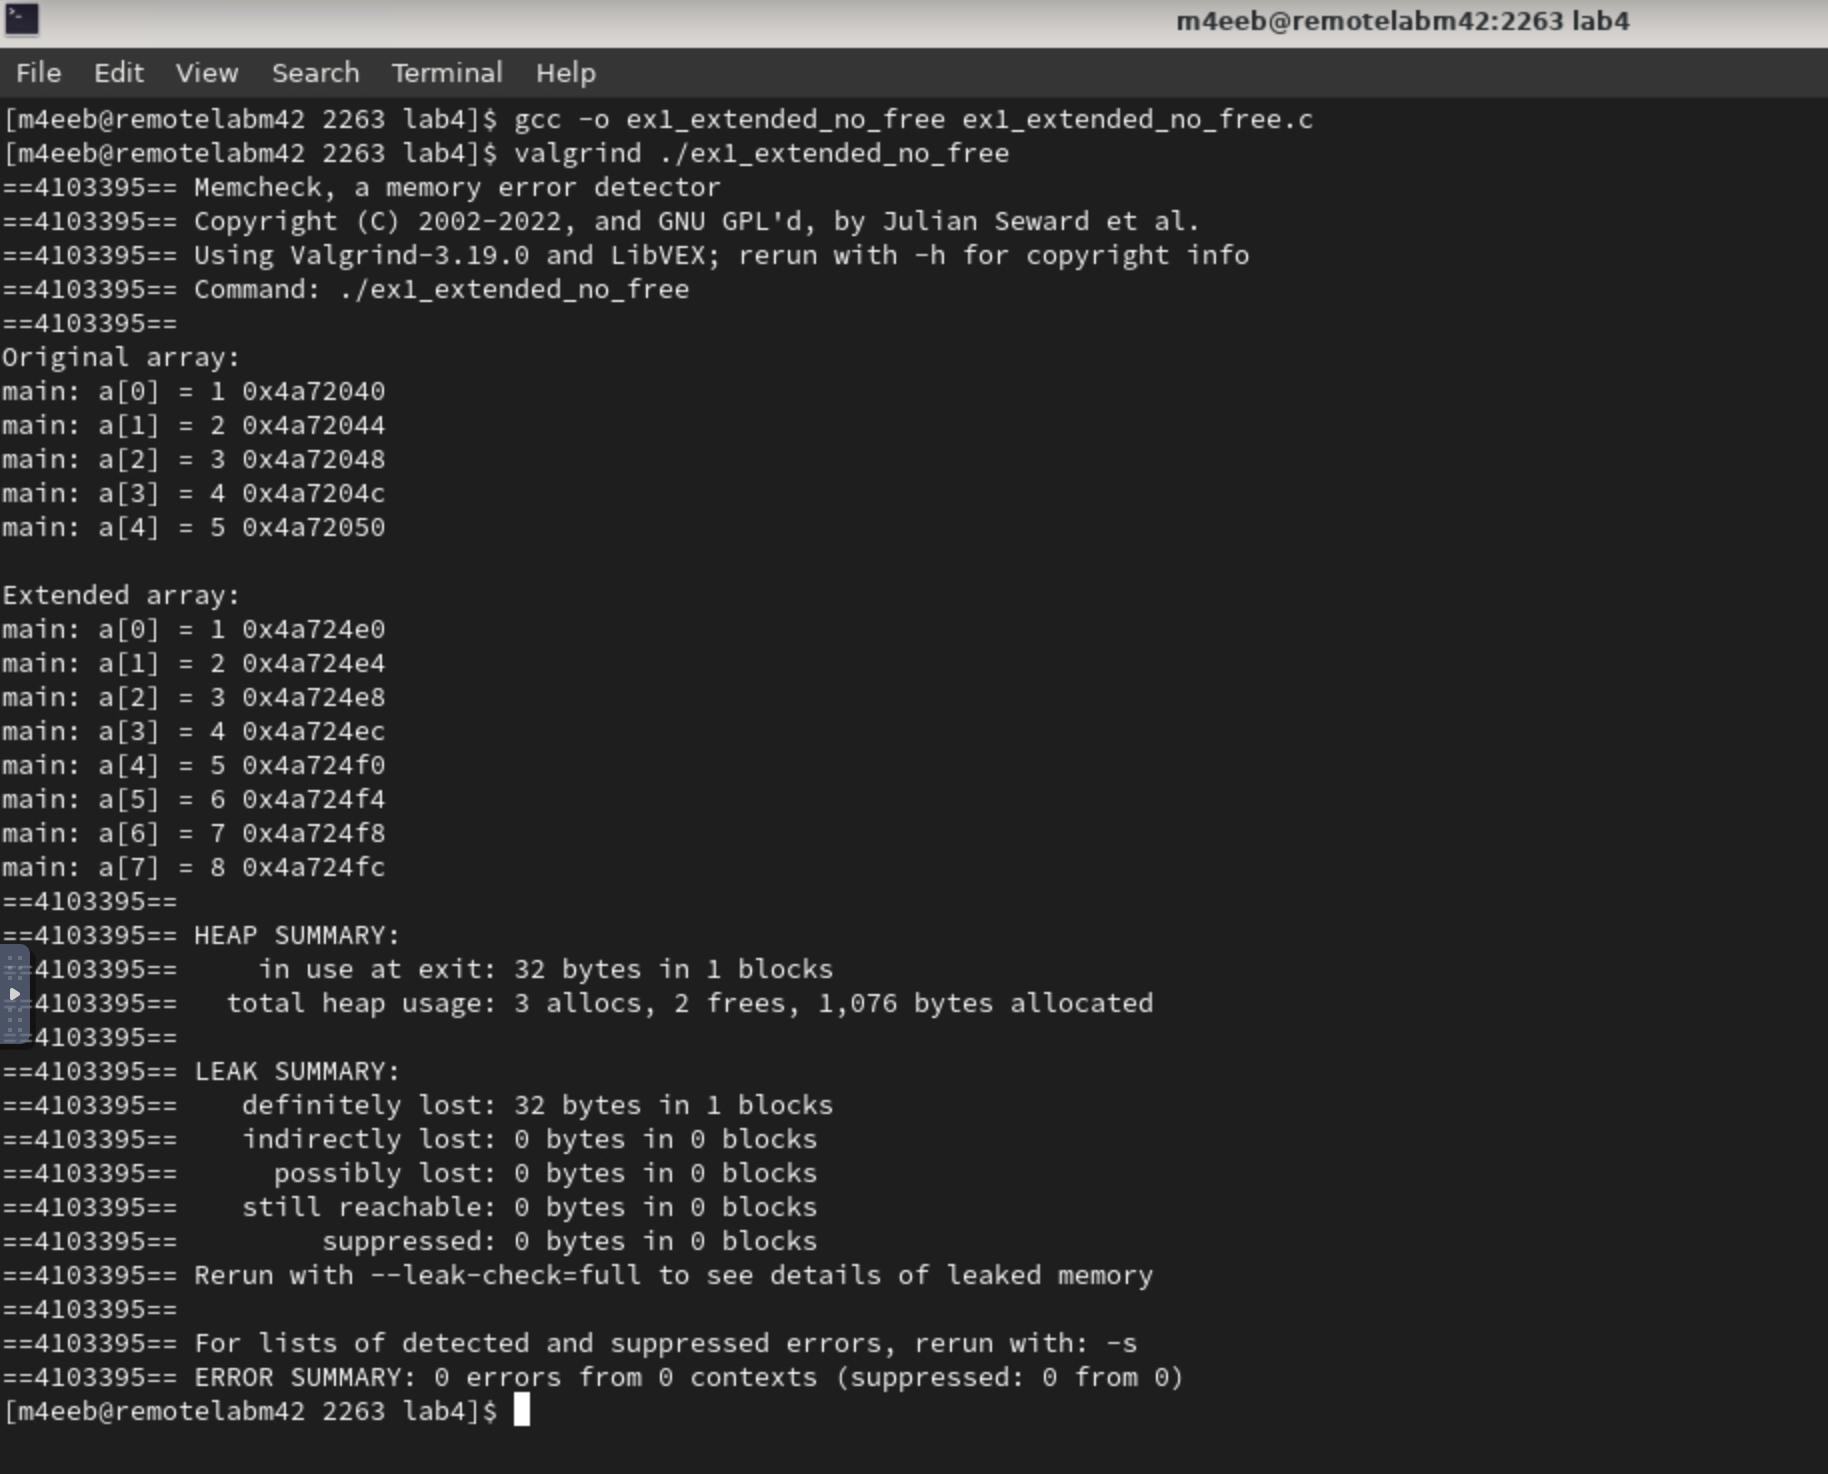 m4eeb@remotelabm42:2263 lab4
File Edit View Search Terminal Help
[m4eeb@remotelabm42 2263 lab4]$ gcc -o ex1_extended_no_free ex1_extended_no_free.c
[m4eeb@remotelabm42 2263 lab4]$ valgrind ./ex1_extended_no_free
==4103395== Memcheck, a memory error detector
==4103395== Copyright (C) 2002-2022, and GNU GPL'd, by Julian Seward et al.
==4103395== Using Valgrind-3.19.0 and LibVEX; rerun with -h for copyright info
==4103395== Command: ./ex1_extended_no_free
==4103395==
Original array:
main: a[0] = 1 0x4a72040
main: a[1] = 2 0x4a72044
main: a[2] = 3 0x4a72048
main: a[3] = 4 0x4a7204c
main: a[4] = 5 0x4a72050

Extended array:
main: a[0] = 1 0x4a724e0
main: a[1] = 2 0x4a724e4
main: a[2] = 3 0x4a724e8
main: a[3] = 4 0x4a724ec
main: a[4] = 5 0x4a724f0
main: a[5] = 6 0x4a724f4
main: a[6] = 7 0x4a724f8
main: a[7] = 8 0x4a724fc
==4103395==
==4103395== HEAP SUMMARY:
==4103395==     in use at exit: 32 bytes in 1 blocks
==4103395==   total heap usage: 3 allocs, 2 frees, 1,076 bytes allocated
==4103395==
==4103395== LEAK SUMMARY:
==4103395==    definitely lost: 32 bytes in 1 blocks
==4103395==    indirectly lost: 0 bytes in 0 blocks
==4103395==      possibly lost: 0 bytes in 0 blocks
==4103395==    still reachable: 0 bytes in 0 blocks
==4103395==         suppressed: 0 bytes in 0 blocks
==4103395== Rerun with --leak-check=full to see details of leaked memory
==4103395==
==4103395== For lists of detected and suppressed errors, rerun with: -s
==4103395== ERROR SUMMARY: 0 errors from 0 contexts (suppressed: 0 from 0)
[m4eeb@remotelabm42 2263 lab4]$